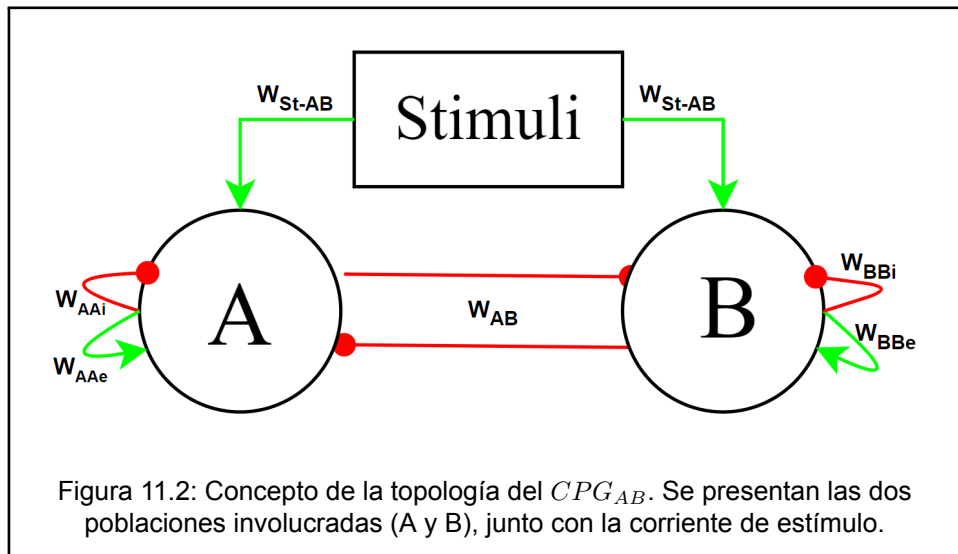 W_St-AB
Stimuli
W_St-AB
A
B
W_AAi
W_AAe
W_AB
W_BBi
W_BBe
Figura 11.2: Concepto de la topología del CPG_AB. Se presentan las dos
poblaciones involucradas (A y B), junto con la corriente de estímulo.